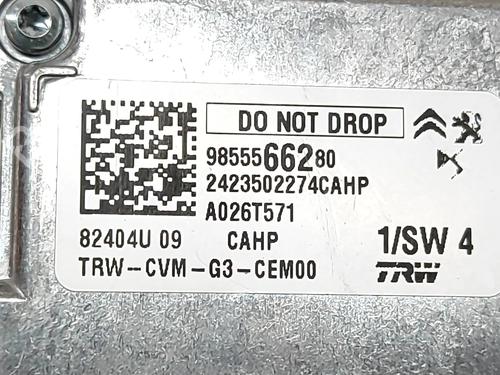 DO NOT DROP
9855566280
2423502274CAHP
A026T571
82404U 09 CAHP 1/SW 4
TRW-CVM-G3-CEM00 TRW